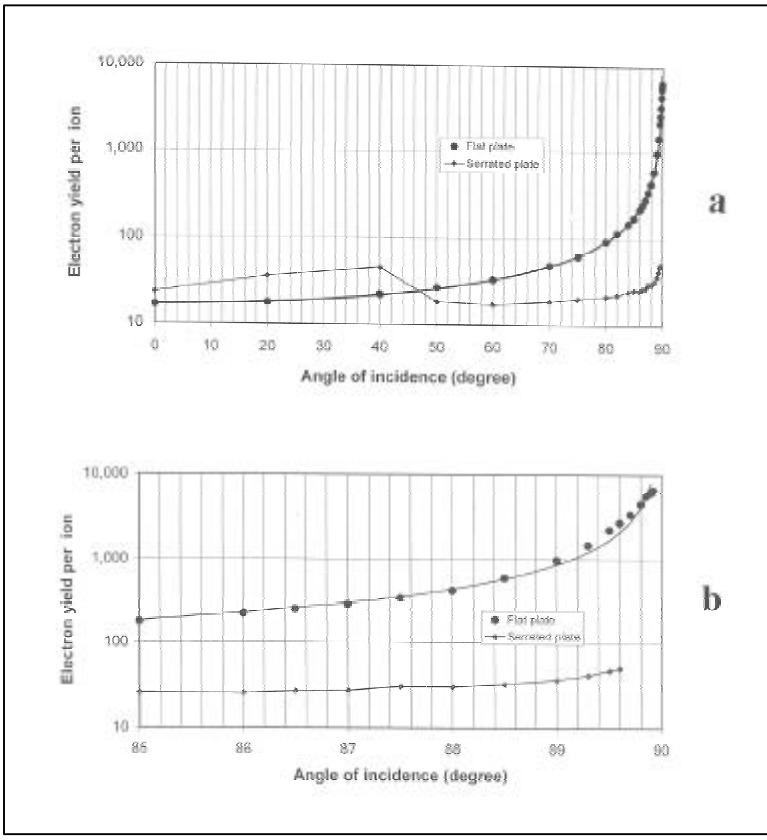 10,000
1,000
100
10
Electron yield per ion
Flat plate
Serrated plate
0 10 20 30 40 50 60 70 80 90
Angle of incidence (degree)
a
10,000
1,000
100
10
Electron yield per ion
Flat plate
Serrated plate
85 86 87 88 89 90
Angle of incidence (degree)
b